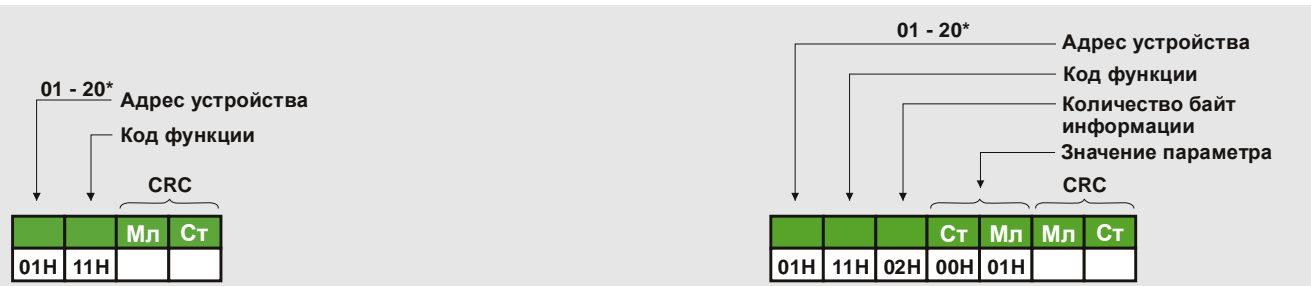 01 - 20*
Адрес устройства
Код функции
CRC
Мл Ст
01H 11H
01 - 20*
Адрес устройства
Код функции
Количество байт
информации
Значение параметра
CRC
Ст Мл Мл Ст
01H 11H 02H 00H 01H